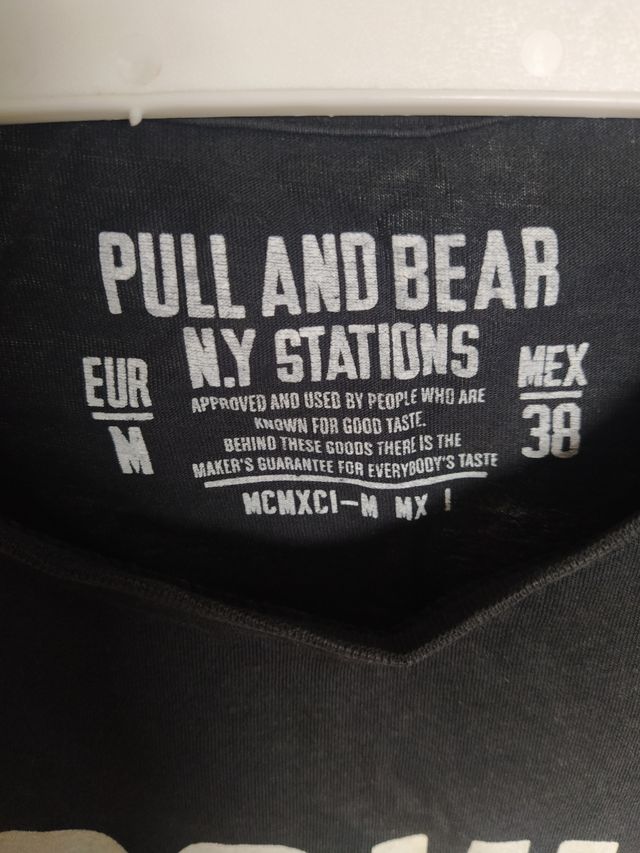 PULL AND BEAR
N.Y STATIONS
EUR
M
MEX
38
APPROVED AND USED BY PEOPLE WHO ARE
KNOWN FOR GOOD TASTE.
BEHIND THESE GOODS THERE IS THE
MAKER'S GUARANTEE FOR EVERYBODY'S TASTE
MCMXCI-M MX